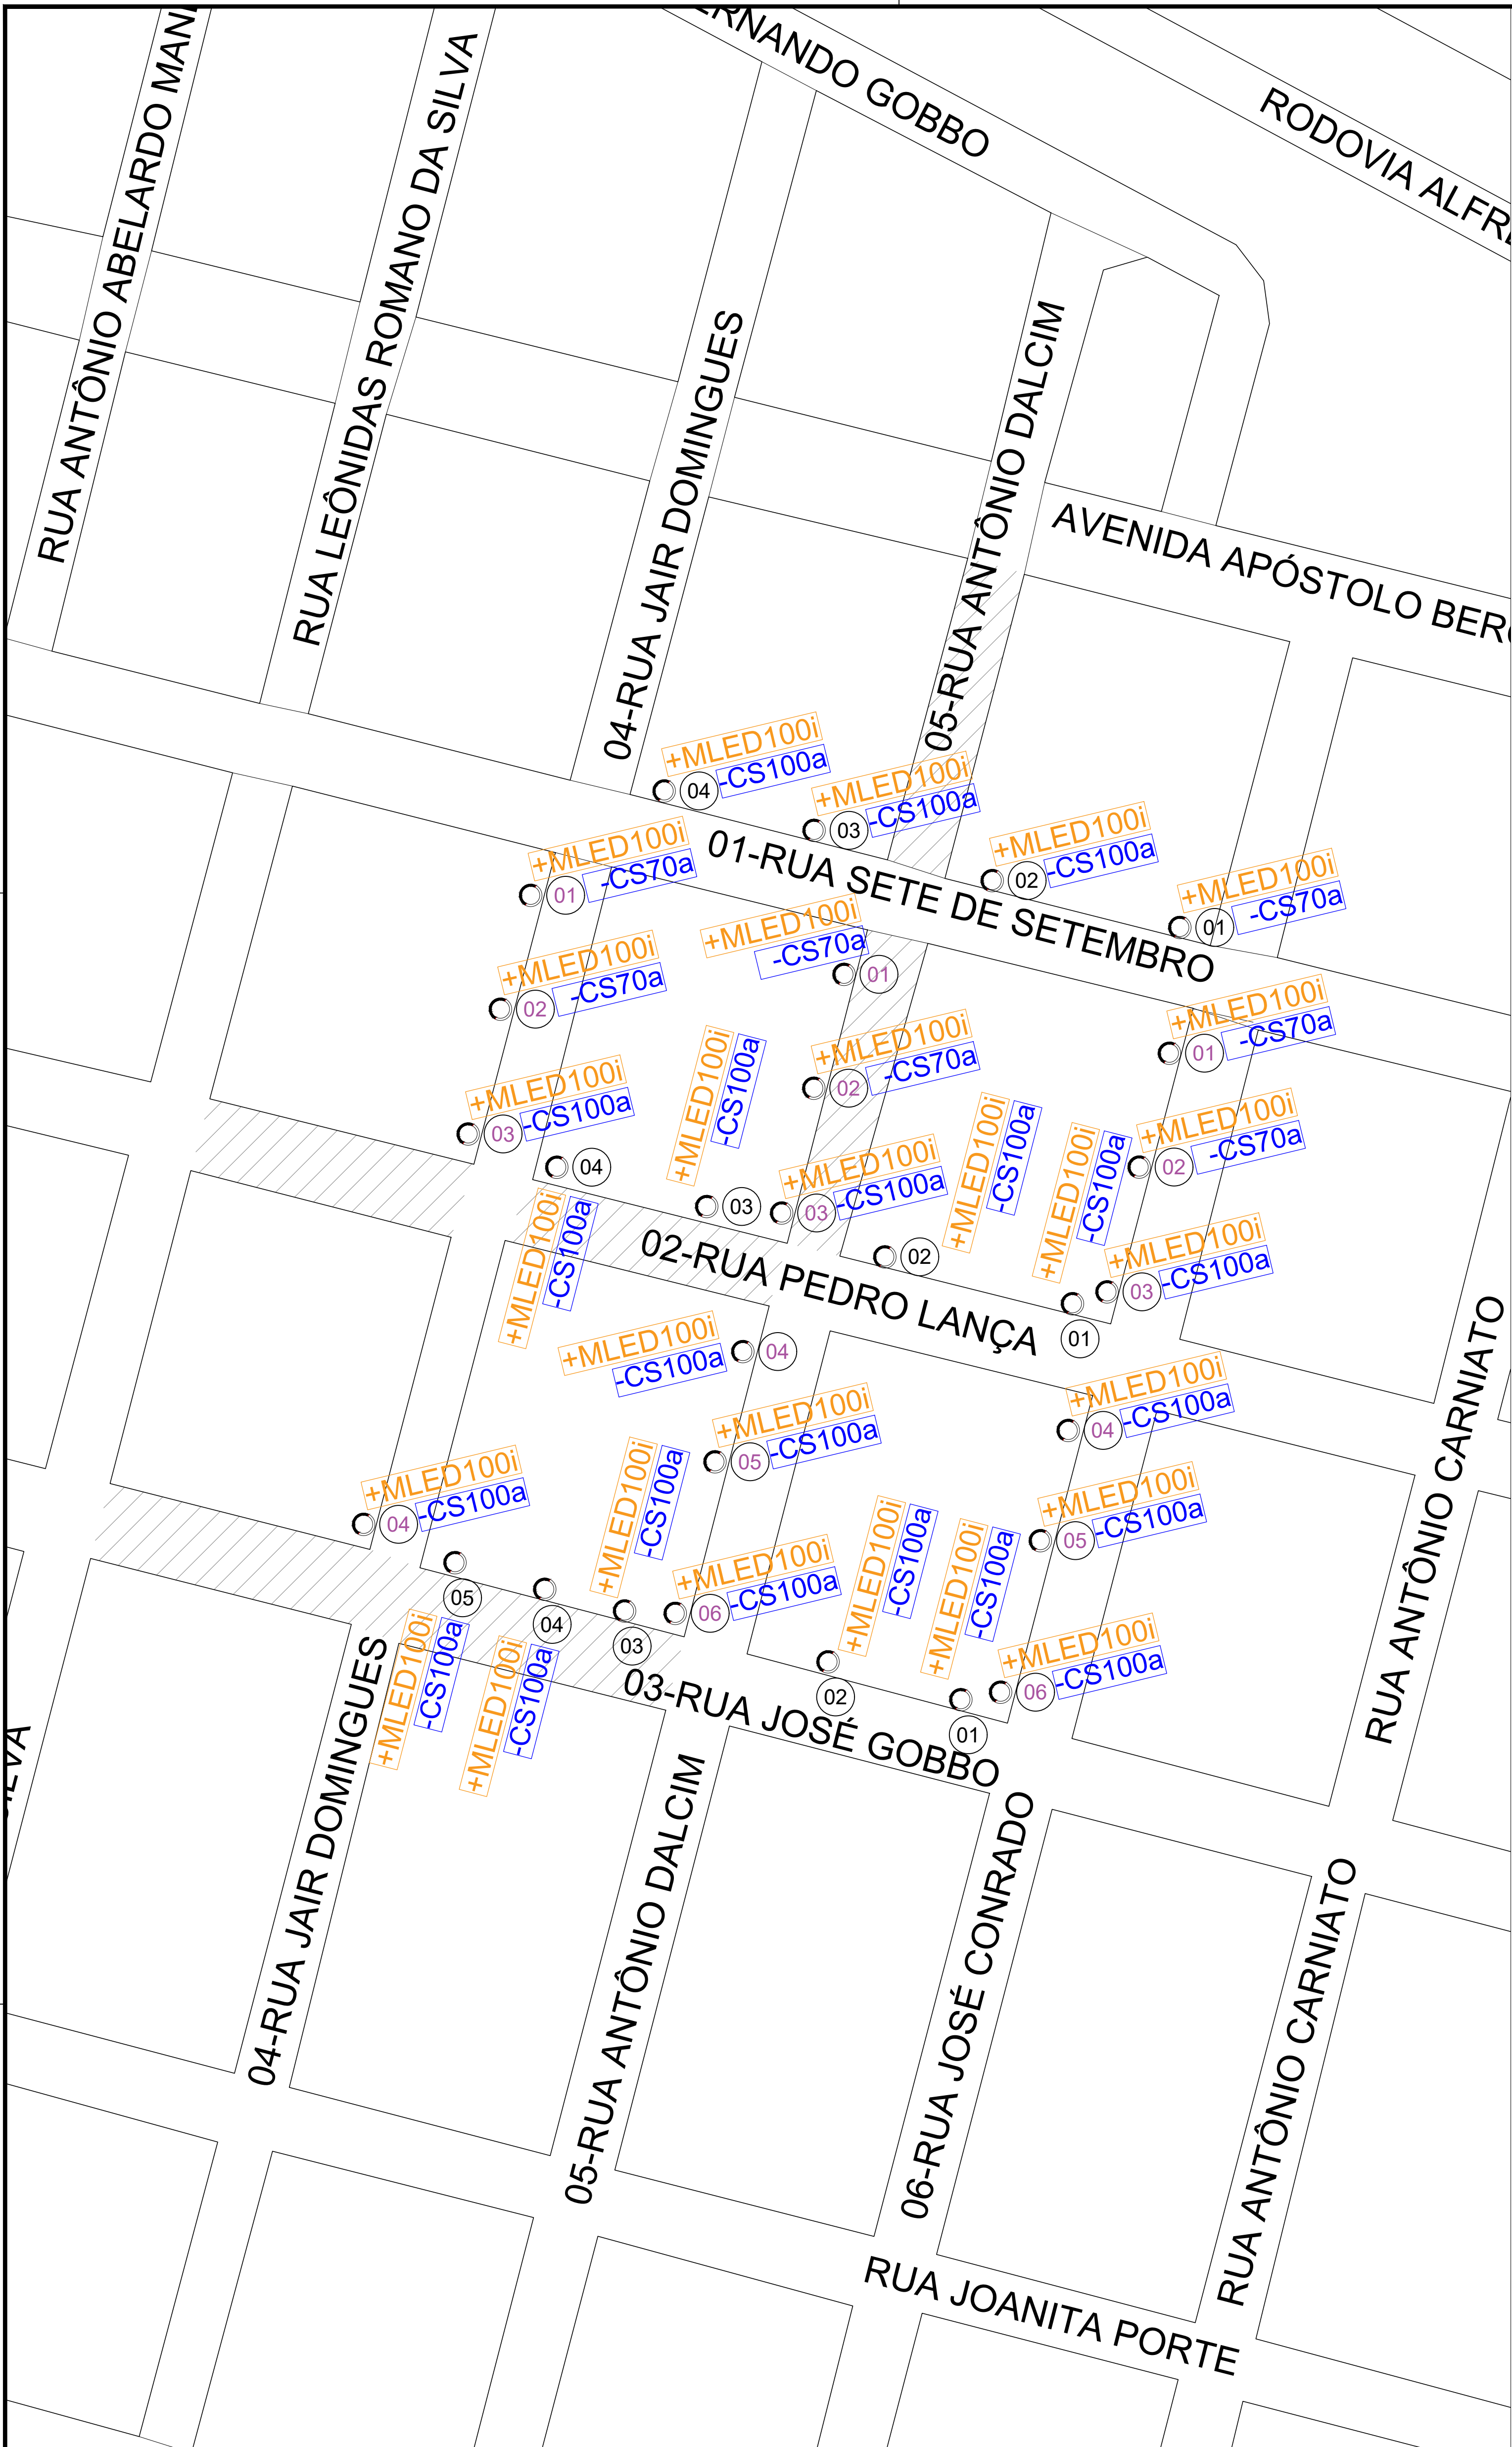 ERNANDO GOBBO
RODOVIA ALFRE
RUA ANTÔNIO ABELARDO MAN
RUA LEÔNIDAS ROMANO DA SILVA
04-RUA JAIR DOMINGUES
05-RUA ANTÔNIO DALCIM
AVENIDA APÓSTOLO BER
+MLED100i
-CS100a
04
+MLED100i
-CS100a
03
+MLED100i
-CS100a
02
+MLED100i
-CS70a
01
01-RUA SETE DE SETEMBRO
+MLED100i
-CS70a
01
+MLED100i
-CS70a
01
+MLED100i
-CS70a
02
+MLED100i
-CS70a
01
+MLED100i
-CS70a
02
+MLED100i
-CS100a
03
+MLED100i
-CS100a
+MLED100i
-CS70a
02
04
03
+MLED100i
-CS100a
03
+MLED100i
-CS100a
02
+MLED100i
-CS100a
01
+MLED100i
-CS100a
03
+MLED100i
-CS100a
02-RUA PEDRO LANÇA
+MLED100i
-CS100a
04
+MLED100i
-CS100a
04
+MLED100i
-CS100a
05
+MLED100i
-CS100a
05
+MLED100i
-CS100a
04
+MLED100i
-CS100a
+MLED100i
-CS100a
06
+MLED100i
-CS100a
+MLED100i
-CS100a
+MLED100i
-CS100a
06
05
04
03
02
01
+MLED100i
-CS100a
+MLED100i
-CS100a
03-RUA JOSÉ GOBBO
RUA ANTÔNIO CARNIATO
SILVA
04-RUA JAIR DOMINGUES
05-RUA ANTÔNIO DALCIM
06-RUA JOSÉ CONRADO
RUA ANTÔNIO CARNIATO
RUA JOANITA PORTE